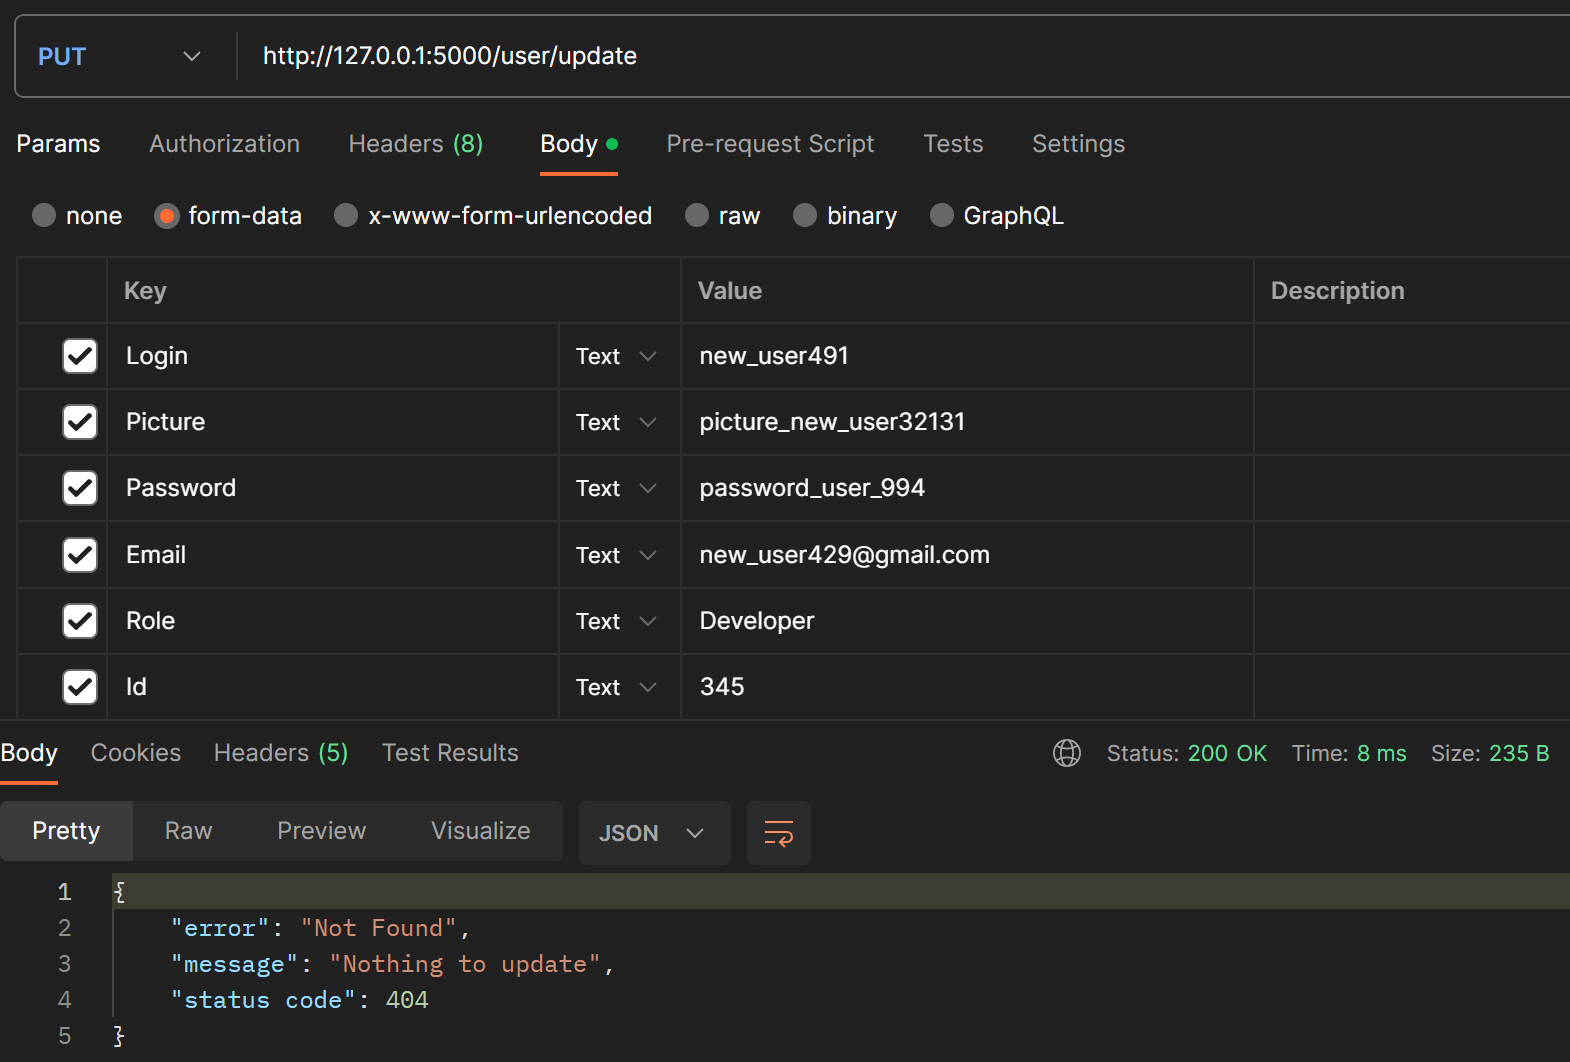 PUT http://127.0.0.1:5000/user/update
Params Authorization Headers (8) Body Pre-request Script Tests Settings
none form-data x-www-form-urlencoded raw binary GraphQL
Key Value Description
Login Text new_user491
Picture Text picture_new_user32131
Password Text password_user_994
Email Text new_user429@gmail.com
Role Text Developer
Id Text 345
Body Cookies Headers (5) Test Results Status: 200 OK Time: 8 ms Size: 235 B
Pretty Raw Preview Visualize JSON
1 {
2 "error": "Not Found",
3 "message": "Nothing to update",
4 "status code": 404
5 }